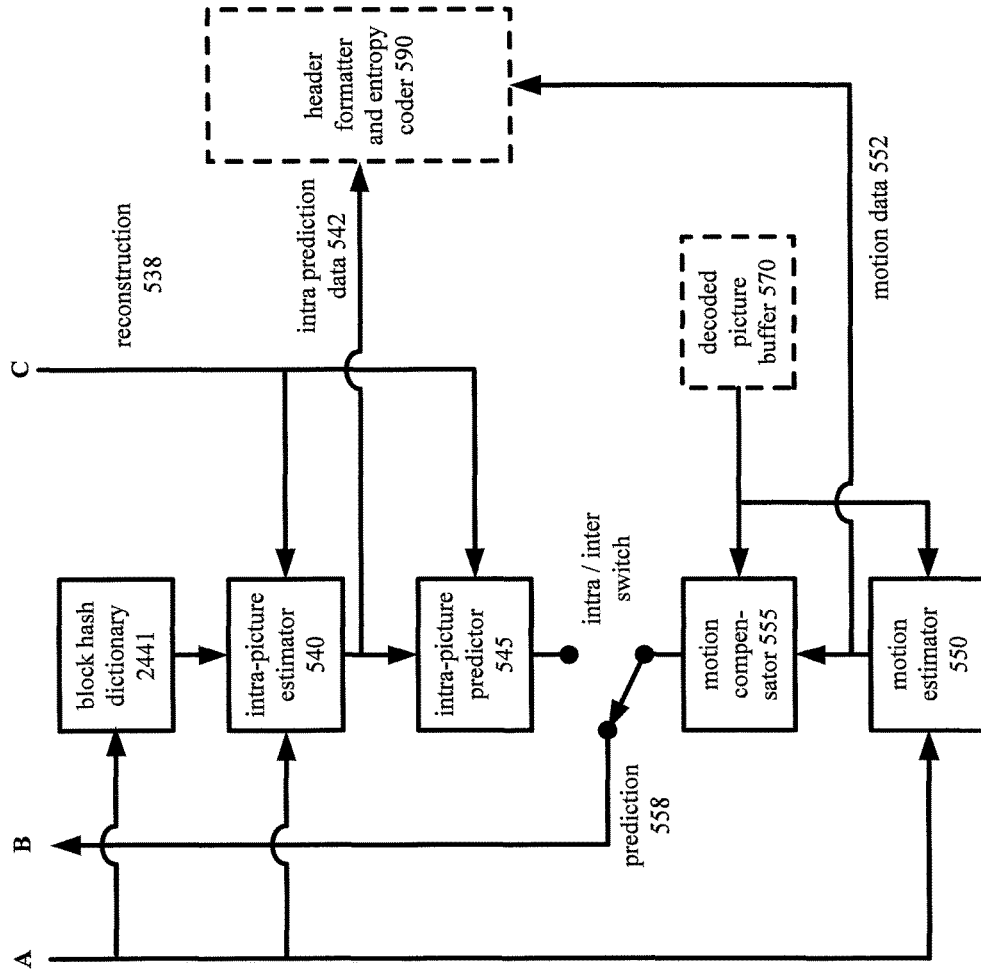 A
B
C
reconstruction
538
block hash
dictionary
2441
intra-picture
estimator
540
intra prediction
data 542
header
formatter
and entropy
coder 590
intra-picture
predictor
545
intra / inter
switch
prediction
558
motion
compen-
sator 555
decoded
picture
buffer 570
motion
estimator
550
motion data 552